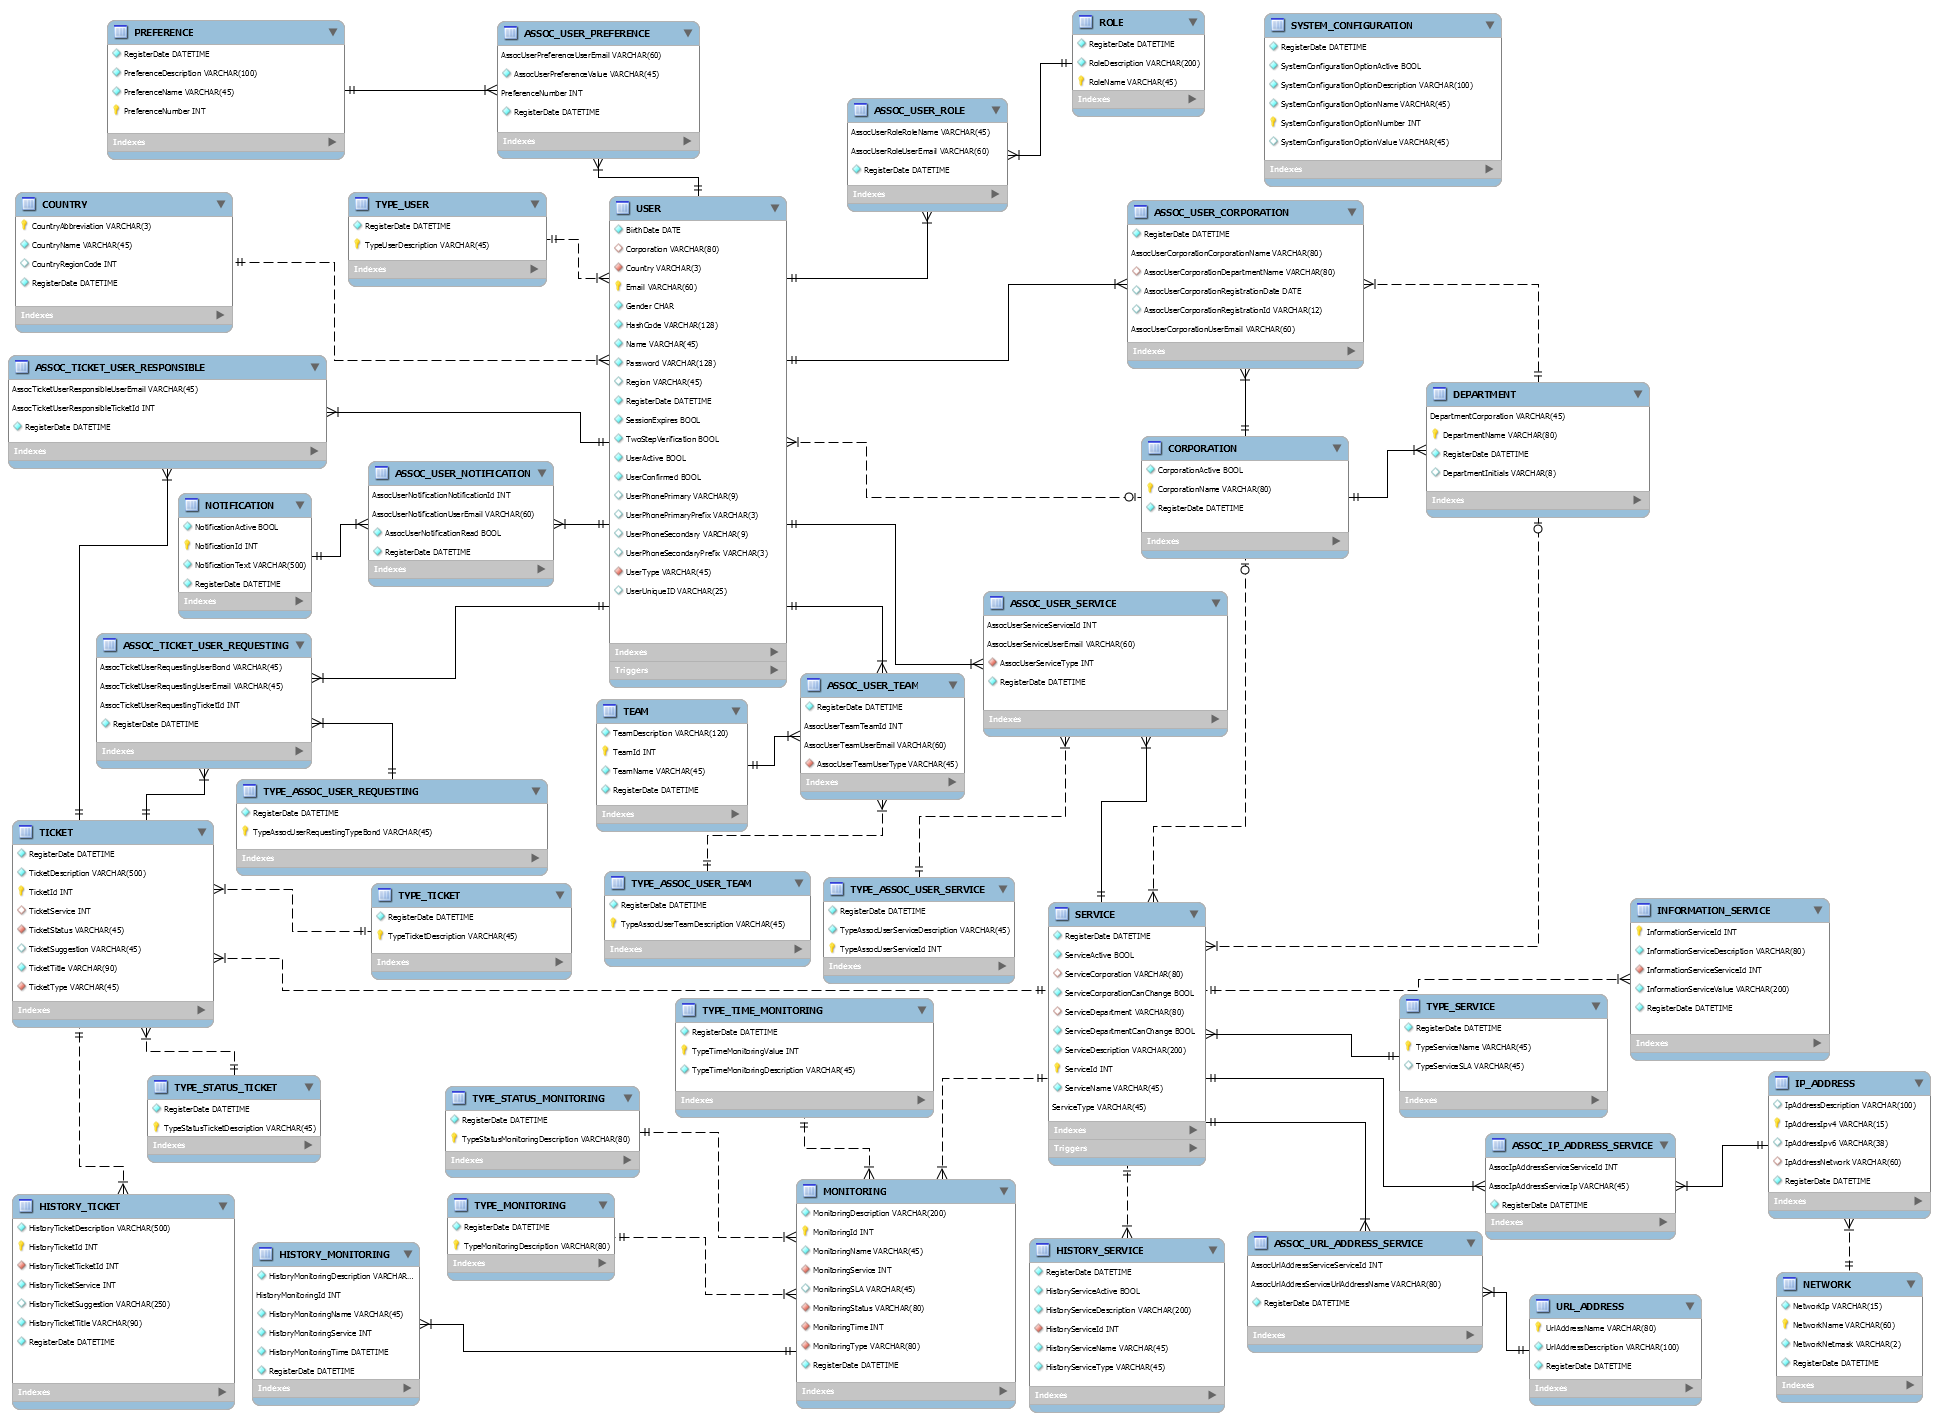 PREFERENCE
RegisterDate DATETIME
PreferenceDescription VARCHAR(100)
PreferenceName VARCHAR(45)
PreferenceNumber INT
Indexes
ASSOC_USER_PREFERENCE
AssocUserPreferenceUserEmail VARCHAR(60)
AssocUserPreferenceValue VARCHAR(45)
PreferenceNumber INT
RegisterDate DATETIME
Indexes
ROLE
RegisterDate DATETIME
RoleDescription VARCHAR(200)
RoleName VARCHAR(45)
Indexes
SYSTEM_CONFIGURATION
RegisterDate DATETIME
SystemConfigurationOptionActive BOOL
SystemConfigurationOptionDescription VARCHAR(100)
SystemConfigurationOptionName VARCHAR(45)
SystemConfigurationOptionNumber INT
SystemConfigurationOptionValue VARCHAR(45)
Indexes
ASSOC_USER_ROLE
AssocUserRoleRoleName VARCHAR(45)
AssocUserRoleUserEmail VARCHAR(60)
RegisterDate DATETIME
Indexes
COUNTRY
CountryAbbreviation VARCHAR(3)
CountryName VARCHAR(45)
CountryRegionCode INT
RegisterDate DATETIME
Indexes
TYPE_USER
RegisterDate DATETIME
TypeUserDescription VARCHAR(45)
Indexes
USER
BirthDate DATE
Corporation VARCHAR(80)
Country VARCHAR(3)
Email VARCHAR(60)
Gender CHAR
HashCode VARCHAR(128)
Name VARCHAR(45)
Password VARCHAR(128)
Region VARCHAR(45)
RegisterDate DATETIME
SessionExpires BOOL
TwoStepVerification BOOL
UserActive BOOL
UserConfirmed BOOL
UserPhonePrimary VARCHAR(9)
UserPhonePrimaryPrefix VARCHAR(3)
UserPhoneSecondary VARCHAR(9)
UserPhoneSecondaryPrefix VARCHAR(3)
UserType VARCHAR(45)
UserUniqueID VARCHAR(25)
Indexes
Triggers
ASSOC_USER_CORPORATION
RegisterDate DATETIME
AssocUserCorporationCorporationName VARCHAR(80)
AssocUserCorporationDepartmentName VARCHAR(80)
AssocUserCorporationRegistrationDate DATE
AssocUserCorporationRegistrationId VARCHAR(12)
AssocUserCorporationUserEmail VARCHAR(60)
Indexes
ASSOC_TICKET_USER_RESPONSIBLE
AssocTicketUserResponsibleUserEmail VARCHAR(45)
AssocTicketUserResponsibleTicketId INT
RegisterDate DATETIME
Indexes
DEPARTMENT
DepartmentCorporation VARCHAR(45)
DepartmentName VARCHAR(80)
RegisterDate DATETIME
DepartmentInitials VARCHAR(8)
Indexes
CORPORATION
CorporationActive BOOL
CorporationName VARCHAR(80)
RegisterDate DATETIME
Indexes
ASSOC_USER_NOTIFICATION
AssocUserNotificationNotificationId INT
AssocUserNotificationUserEmail VARCHAR(60)
AssocUserNotificationRead BOOL
RegisterDate DATETIME
Indexes
NOTIFICATION
NotificationActive BOOL
NotificationId INT
NotificationText VARCHAR(500)
RegisterDate DATETIME
Indexes
ASSOC_USER_SERVICE
AssocUserServiceServiceId INT
AssocUserServiceUserEmail VARCHAR(60)
AssocUserServiceType INT
RegisterDate DATETIME
Indexes
ASSOC_TICKET_USER_REQUESTING
AssocTicketUserRequestingUserBond VARCHAR(45)
AssocTicketUserRequestingUserEmail VARCHAR(45)
AssocTicketUserRequestingTicketId INT
RegisterDate DATETIME
Indexes
ASSOC_USER_TEAM
RegisterDate DATETIME
AssocUserTeamTeamId INT
AssocUserTeamUserEmail VARCHAR(60)
AssocUserTeamUserType VARCHAR(45)
Indexes
TEAM
TeamDescription VARCHAR(120)
TeamId INT
TeamName VARCHAR(45)
RegisterDate DATETIME
Indexes
TYPE_ASSOC_USER_REQUESTING
RegisterDate DATETIME
TypeAssocUserRequestingTypeBond VARCHAR(45)
Indexes
TICKET
RegisterDate DATETIME
TicketDescription VARCHAR(500)
TicketId INT
TicketService INT
TicketStatus VARCHAR(45)
TicketSuggestion VARCHAR(45)
TicketTitle VARCHAR(90)
TicketType VARCHAR(45)
Indexes
TYPE_TICKET
RegisterDate DATETIME
TypeTicketDescription VARCHAR(45)
Indexes
TYPE_ASSOC_USER_TEAM
RegisterDate DATETIME
TypeAssocUserTeamDescription VARCHAR(45)
Indexes
TYPE_ASSOC_USER_SERVICE
RegisterDate DATETIME
TypeAssocUserServiceDescription VARCHAR(45)
TypeAssocUserServiceId INT
Indexes
SERVICE
RegisterDate DATETIME
ServiceActive BOOL
ServiceCorporation VARCHAR(80)
ServiceCorporationCanChange BOOL
ServiceDepartment VARCHAR(80)
ServiceDepartmentCanChange BOOL
ServiceDescription VARCHAR(200)
ServiceId INT
ServiceName VARCHAR(45)
ServiceType VARCHAR(45)
Indexes
Triggers
INFORMATION_SERVICE
InformationServiceId INT
InformationServiceDescription VARCHAR(80)
InformationServiceServiceId INT
InformationServiceValue VARCHAR(200)
RegisterDate DATETIME
Indexes
TYPE_SERVICE
RegisterDate DATETIME
TypeServiceName VARCHAR(45)
TypeServiceSLA VARCHAR(45)
Indexes
TYPE_TIME_MONITORING
RegisterDate DATETIME
TypeTimeMonitoringValue INT
TypeTimeMonitoringDescription VARCHAR(45)
Indexes
TYPE_STATUS_TICKET
RegisterDate DATETIME
TypeStatusTicketDescription VARCHAR(45)
Indexes
TYPE_STATUS_MONITORING
RegisterDate DATETIME
TypeStatusMonitoringDescription VARCHAR(80)
Indexes
IP_ADDRESS
IpAddressDescription VARCHAR(100)
IpAddressIpv4 VARCHAR(15)
IpAddressIpv6 VARCHAR(38)
IpAddressNetwork VARCHAR(60)
RegisterDate DATETIME
Indexes
ASSOC_IP_ADDRESS_SERVICE
AssocIpAddressServiceServiceId INT
AssocIpAddressServiceIp VARCHAR(45)
RegisterDate DATETIME
Indexes
HISTORY_TICKET
HistoryTicketDescription VARCHAR(500)
HistoryTicketId INT
HistoryTicketTicketId INT
HistoryTicketService INT
HistoryTicketSuggestion VARCHAR(250)
HistoryTicketTitle VARCHAR(90)
RegisterDate DATETIME
Indexes
TYPE_MONITORING
RegisterDate DATETIME
TypeMonitoringDescription VARCHAR(80)
Indexes
MONITORING
MonitoringDescription VARCHAR(200)
MonitoringId INT
MonitoringName VARCHAR(45)
MonitoringService INT
MonitoringSLA VARCHAR(45)
MonitoringStatus VARCHAR(80)
MonitoringTime INT
MonitoringType VARCHAR(80)
RegisterDate DATETIME
Indexes
HISTORY_MONITORING
HistoryMonitoringDescription VARCHAR...
HistoryMonitoringId INT
HistoryMonitoringName VARCHAR(45)
HistoryMonitoringService INT
HistoryMonitoringTime DATETIME
RegisterDate DATETIME
Indexes
HISTORY_SERVICE
RegisterDate DATETIME
HistoryServiceActive BOOL
HistoryServiceDescription VARCHAR(200)
HistoryServiceId INT
HistoryServiceName VARCHAR(45)
HistoryServiceType VARCHAR(45)
Indexes
ASSOC_URL_ADDRESS_SERVICE
AssocUrlAddressServiceServiceId INT
AssocUrlAddresServiceUrlAddressName VARCHAR(80)
RegisterDate DATETIME
Indexes
URL_ADDRESS
UrlAddressName VARCHAR(80)
UrlAddressDescription VARCHAR(100)
RegisterDate DATETIME
Indexes
NETWORK
NetworkIp VARCHAR(15)
NetworkName VARCHAR(60)
NetworkNetmask VARCHAR(2)
RegisterDate DATETIME
Indexes